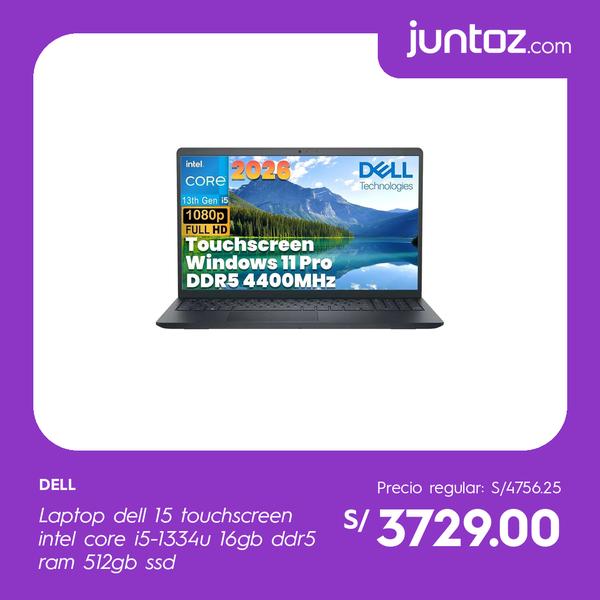 juntoz.com
intel.
CORE
13th Gen i5
1080p
FULL HD
2026
DELL
Technologies
Touchscreen
Windows 11 Pro
DDR5 4400MHz
DELL
Laptop dell 15 touchscreen
intel core i5-1334u 16gb ddr5
ram 512gb ssd
Precio regular: S/4756.25
S/ 3729.00